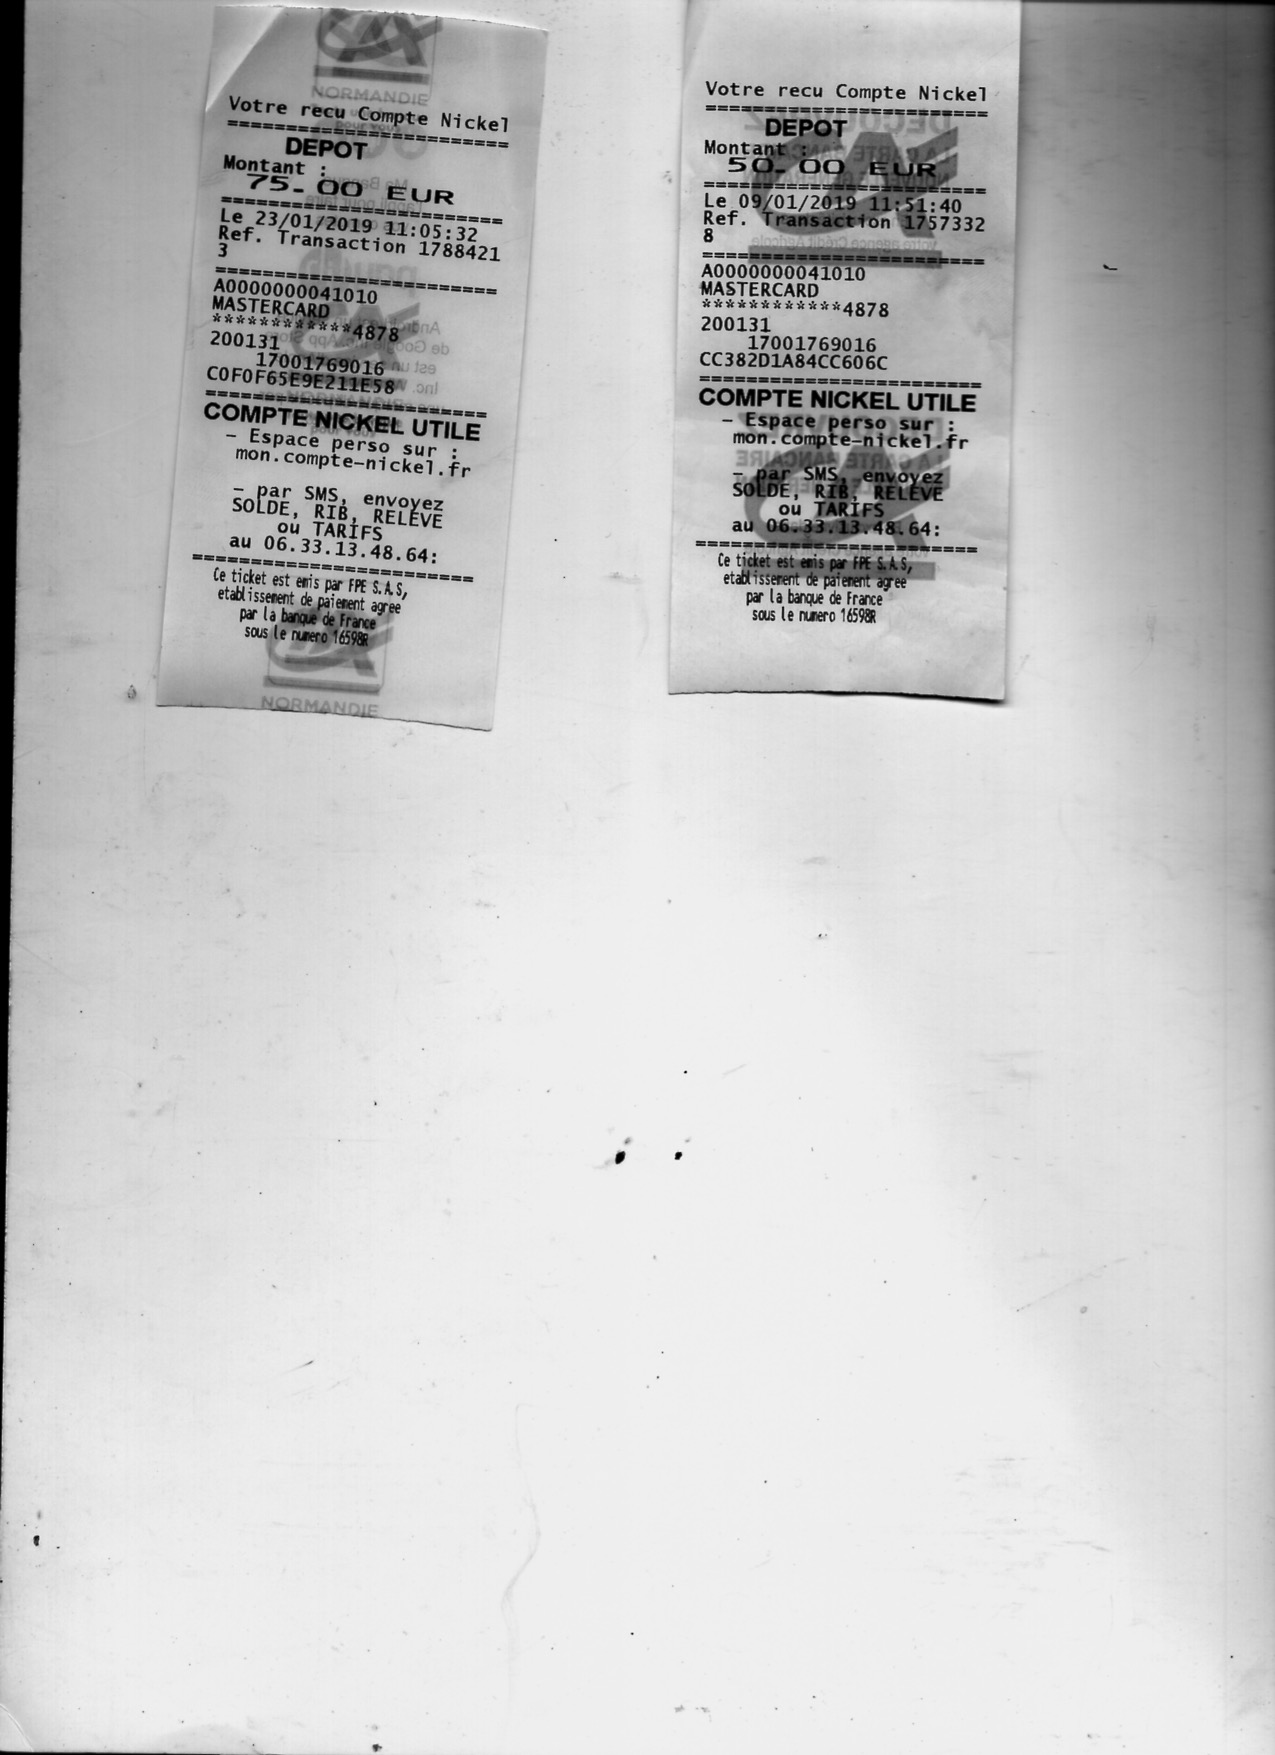 NORMANDIE
Votre recu Compte Nickel
==============================
DEPOT
Montant :
75.00 EUR
==============================
Le 23/01/2019 11:05:32
Ref. Transaction 1788421
3
==============================
A0000000041010
MASTERCARD
************4878
200131
17001769016
C0F0F65E9E211E58
==============================
COMPTE NICKEL UTILE
- Espace perso sur :
mon.compte-nickel.fr
- par SMS, envoyez
SOLDE, RIB, RELEVE
ou TARIFS
au 06.33.13.48.64:
==============================
Ce ticket est emis par FPE S.A.S,
etablissement de paiement agree
par la banque de France
sous le numero 16598R
NORMANDIE
Votre recu Compte Nickel
==============================
DEPOT
Montant :
50.00 EUR
==============================
Le 09/01/2019 11:51:40
Ref. Transaction 1757332
8
==============================
A0000000041010
MASTERCARD
************4878
200131
17001769016
CC382D1A84CC606C
==============================
COMPTE NICKEL UTILE
- Espace perso sur :
mon.compte-nickel.fr
- par SMS, envoyez
SOLDE, RIB, RELEVE
ou TARIFS
au 06.33.13.48.64:
==============================
Ce ticket est emis par FPE S.A.S,
etablissement de paiement agree
par la banque de France
sous le numero 16598R